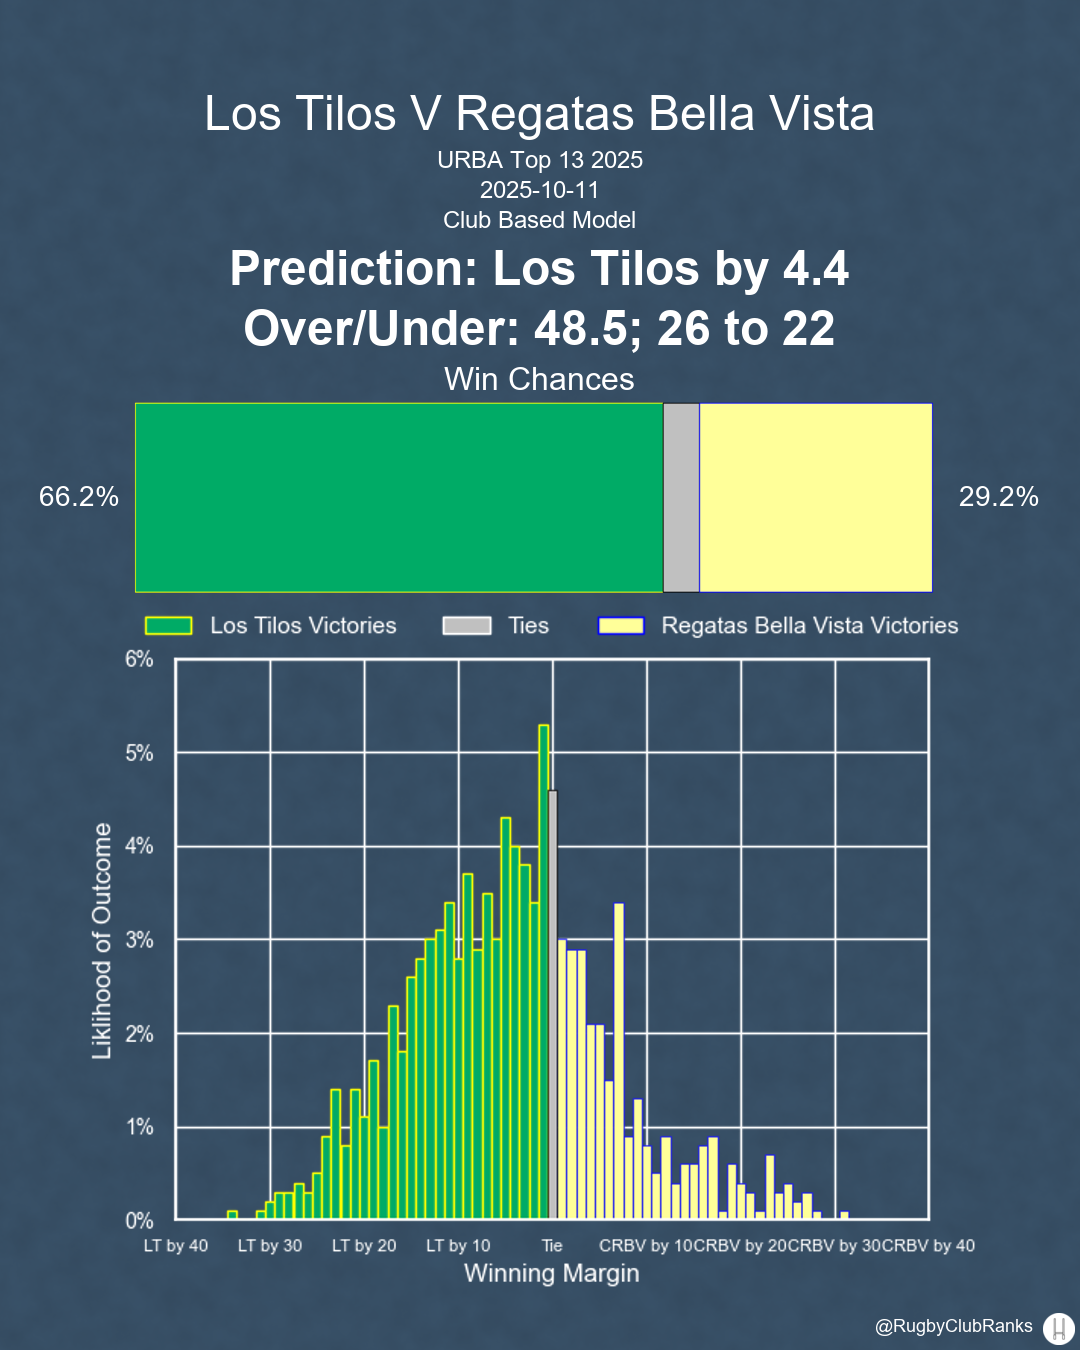 Los Tilos V Regatas Bella Vista
URBA Top 13 2025
2025-10-11
Club Based Model
Prediction: Los Tilos by 4.4
Over/Under: 48.5; 26 to 22
Win Chances
66.2%
29.2%
Los Tilos Victories Ties Regatas Bella Vista Victories
6%
5%
4%
3%
2%
1%
0%
Liklihood of Outcome
LT by 40 LT by 30 LT by 20 LT by 10 Tie CRBV by 10 CRBV by 20 CRBV by 30 CRBV by 40
Winning Margin
@RugbyClubRanks